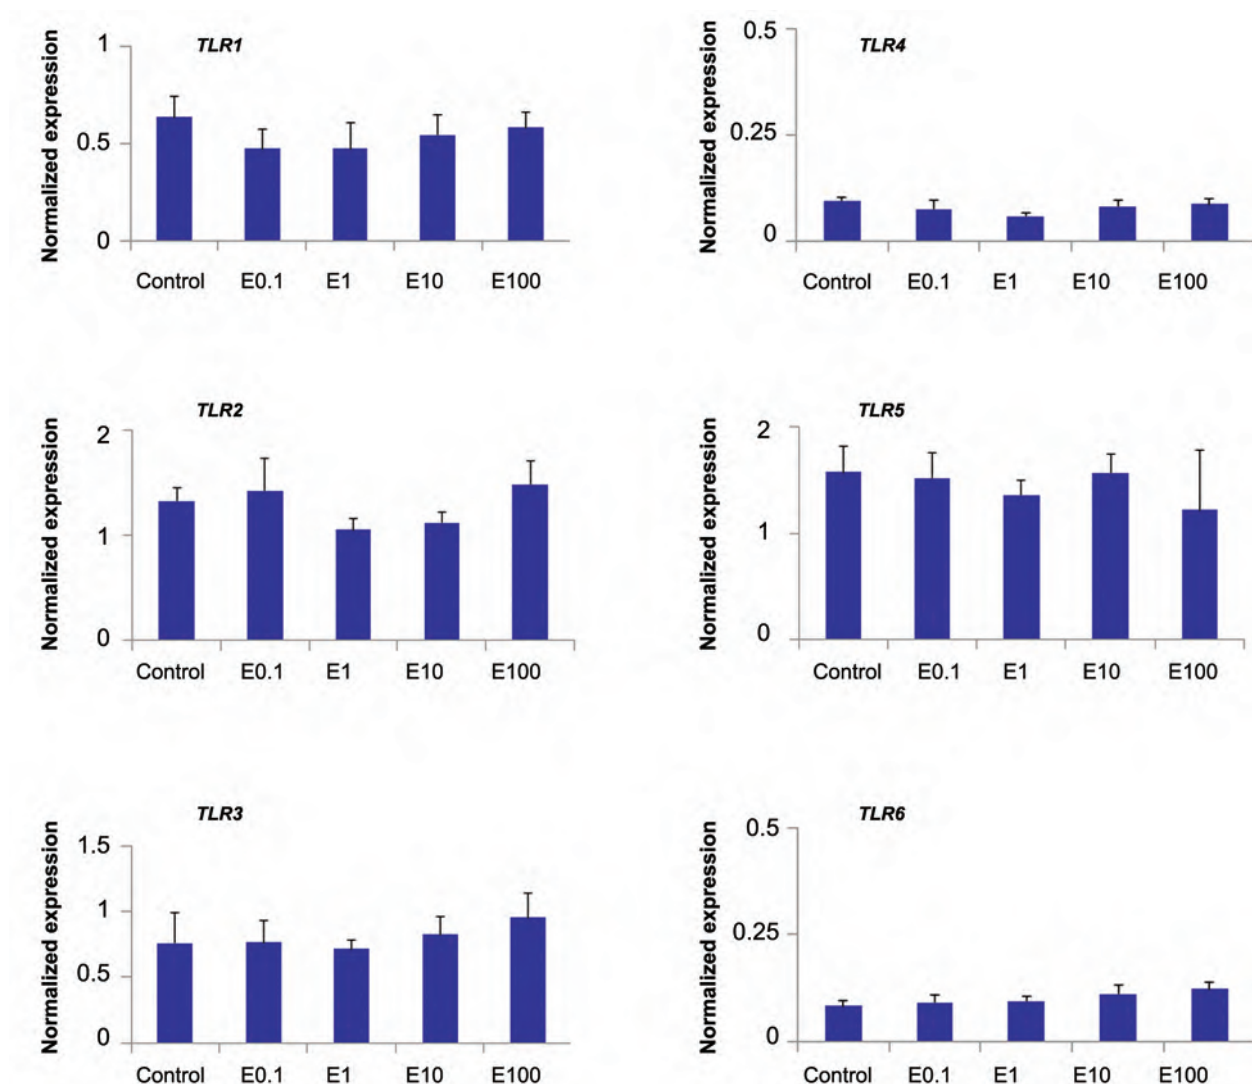 TLR1
Normalized expression
1
0.5
0
Control E0.1 E1 E10 E100
TLR4
Normalized expression
0.5
0.25
0
Control E0.1 E1 E10 E100
TLR2
Normalized expression
2
1
0
Control E0.1 E1 E10 E100
TLR5
Normalized expression
2
1
0
Control E0.1 E1 E10 E100
TLR3
Normalized expression
1.5
1
0.5
0
Control E0.1 E1 E10 E100
TLR6
Normalized expression
0.5
0.25
0
Control E0.1 E1 E10 E100